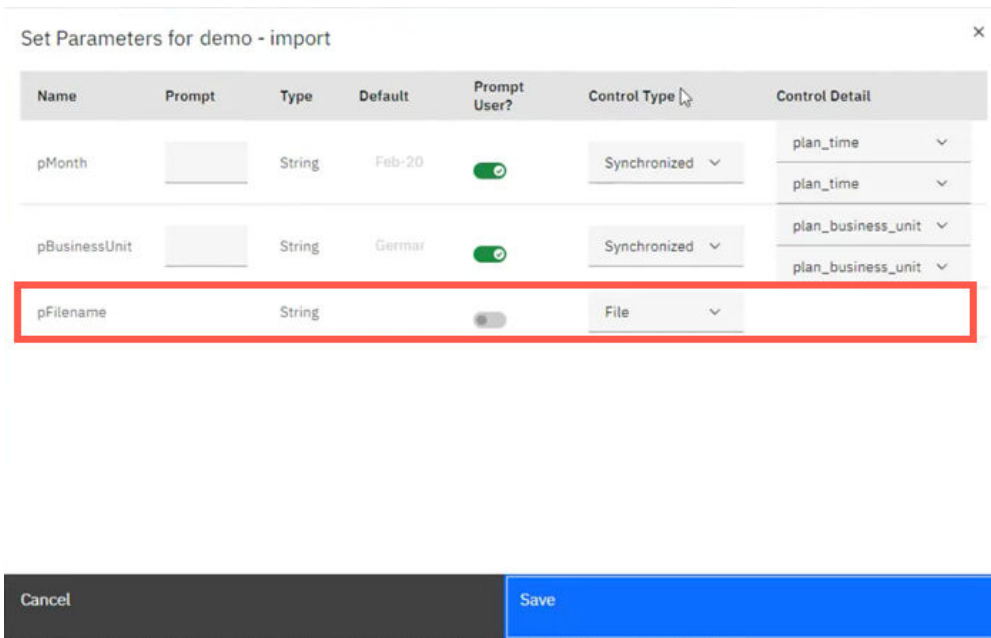 Set Parameters for demo - import
Name Prompt Type Default Prompt User? Control Type Control Detail
pMonth String Feb-20 Synchronized plan_time
plan_time
pBusinessUnit String Germar Synchronized plan_business_unit
plan_business_unit
pFilename String File
Cancel Save